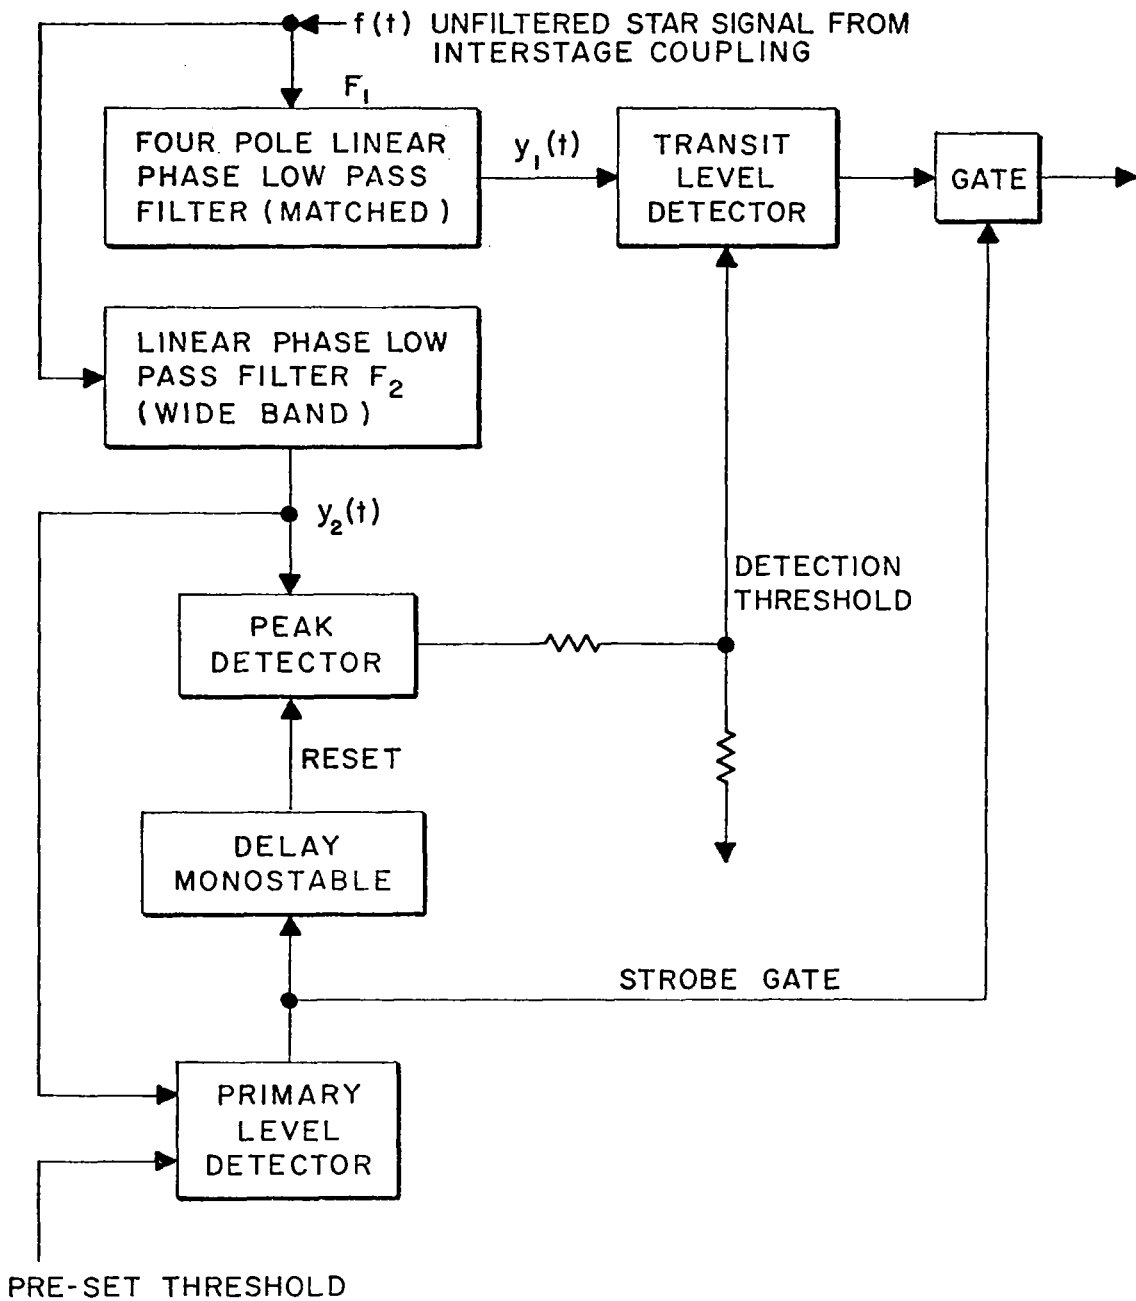 f(t) UNFILTERED STAR SIGNAL FROM
INTERSTAGE COUPLING
F1
FOUR POLE LINEAR
PHASE LOW PASS
FILTER (MATCHED)
y1(t)
TRANSIT
LEVEL
DETECTOR
GATE
LINEAR PHASE LOW
PASS FILTER F2
(WIDE BAND)
y2(t)
DETECTION
THRESHOLD
PEAK
DETECTOR
RESET
DELAY
MONOSTABLE
STROBE GATE
PRIMARY
LEVEL
DETECTOR
PRE-SET THRESHOLD